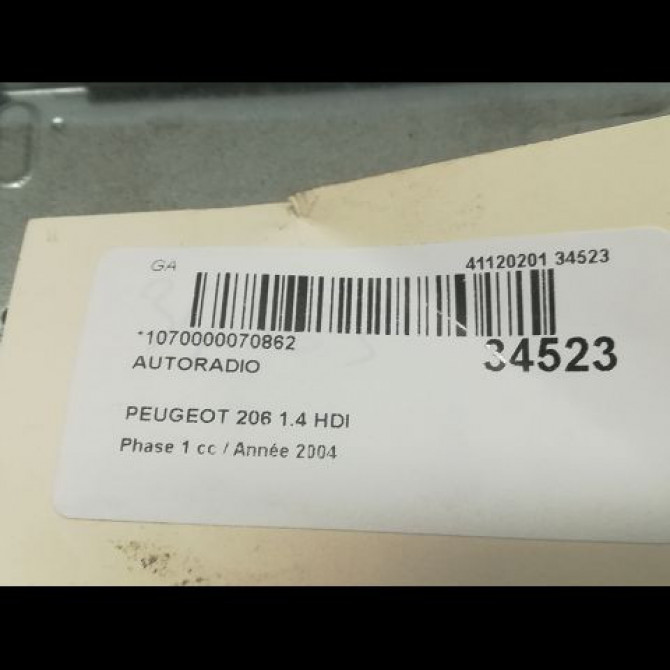 GA 41120201 34523
*1070000070862
34523
AUTORADIO
PEUGEOT 206 1.4 HDI
Phase 1 cc / Année 2004